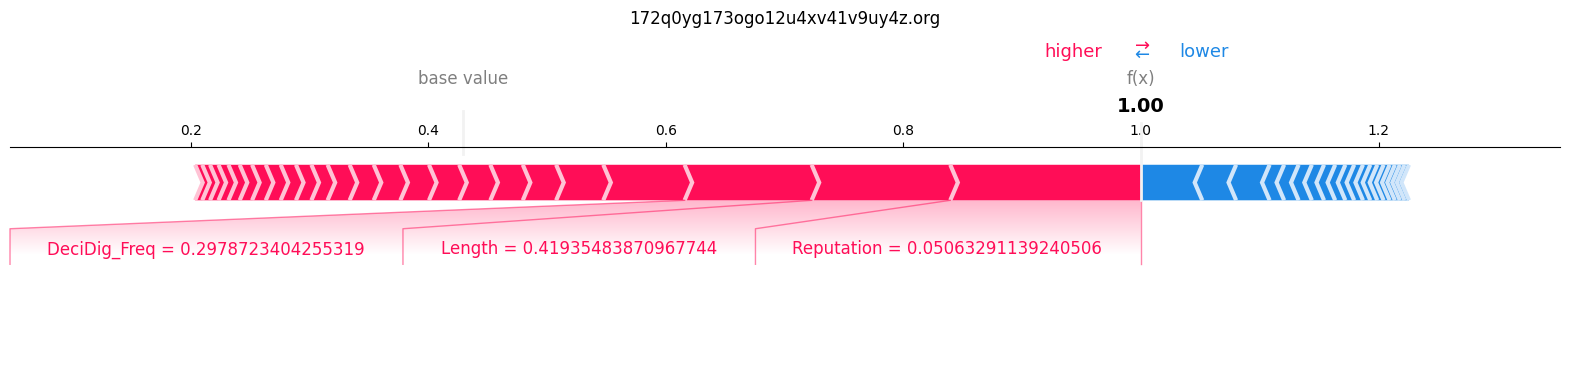 172q0yg173ogo12u4xv41v9uy4z.org
higher ⇄ lower
base value f(x)
1.00
0.2 0.4 0.6 0.8 1.0 1.2
DeciDig_Freq = 0.2978723404255319 Length = 0.41935483870967744 Reputation = 0.05063291139240506